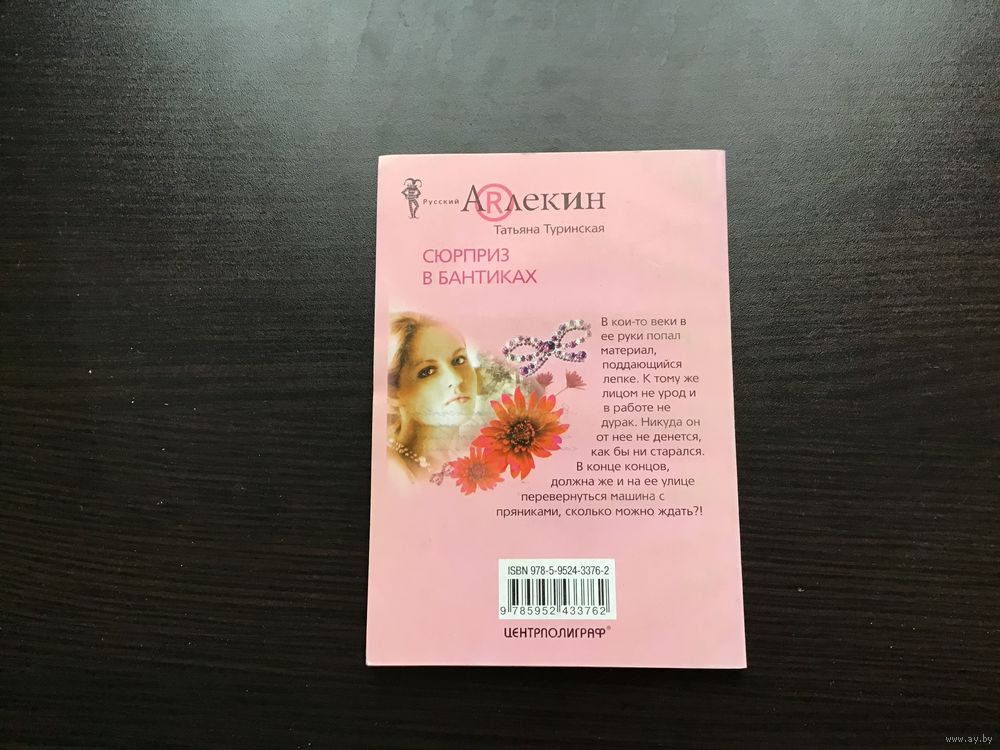 Русский АRлекин
Татьяна Туринская
СЮРПРИЗ
В БАНТИКАХ
В кои-то веки в
ее руки попал
материал,
поддающийся
лепке. К тому же
лицом не урод и
в работе не
дурак. Никуда он
от нее не денется,
как бы ни старался.
В конце концов,
должна же и на ее улице
перевернуться машина с
пряниками, сколько можно ждать?!
ISBN 978-5-9524-3376-2
9 785952 433762
ЦЕНТРПОЛИГРАФ®
www.ay.by